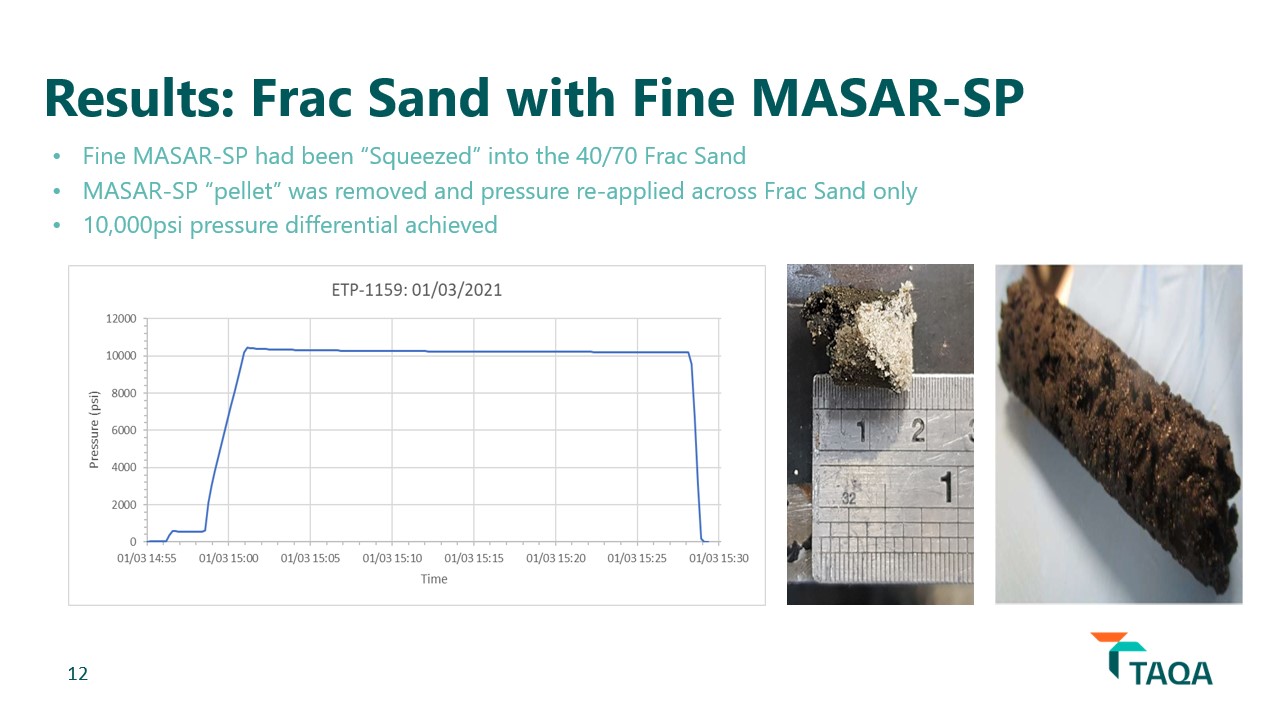 Results: Frac Sand with Fine MASAR-SP
• Fine MASAR-SP had been “Squeezed” into the 40/70 Frac Sand
• MASAR-SP “pellet” was removed and pressure re-applied across Frac Sand only
• 10,000psi pressure differential achieved
ETP-1159: 01/03/2021
Pressure (psi)
12000
10000
8000
6000
4000
2000
0
01/03 14:55 01/03 15:00 01/03 15:05 01/03 15:10 01/03 15:15 01/03 15:20 01/03 15:25 01/03 15:30
Time
1 2
32 1
12
TAQA